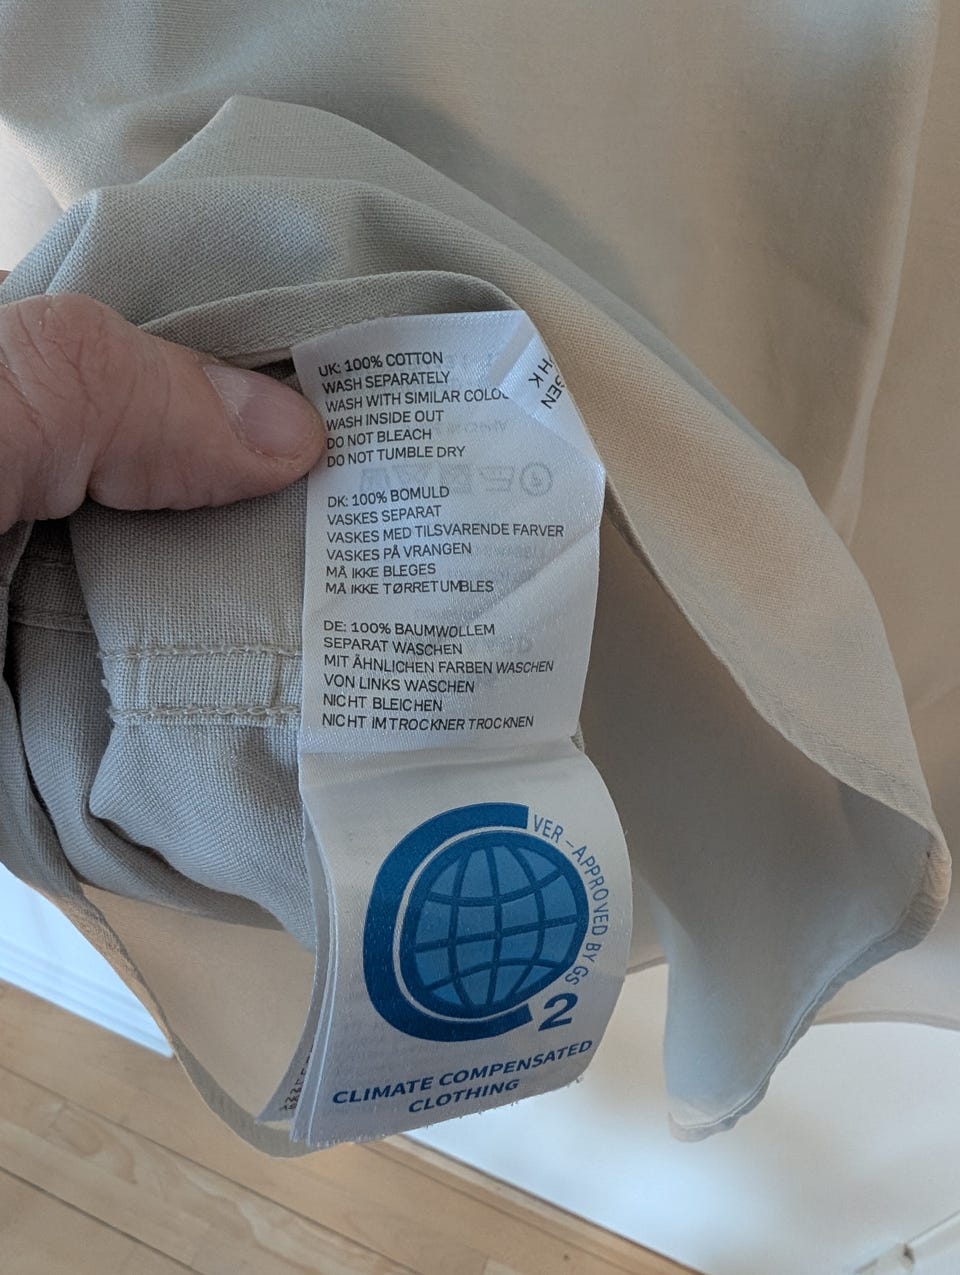 UK: 100% COTTON
WASH SEPARATELY
WASH WITH SIMILAR
WASH INSIDE OUT
DO NOT BLEACH
DO NOT TUMBLE DRY
DK: 100% BOMULD
VASKES SEPARAT
VASKES MED TILSVARENDE FARVER
VASKES PÅ VRANGEN
MÅ IKKE BLEGES
MÅ IKKE TØRRETUMBLES
DE: 100% BAUMWOLLEM
SEPARAT WASCHEN
MIT ÄHNLICHEN FARBEN WASCHEN
VON LINKS WASCHEN
NICHT BLEICHEN
NICHT IM TROCKNER TROCKNEN
VER-APPROVED BY GS
2
CLIMATE COMPENSATED
CLOTHING